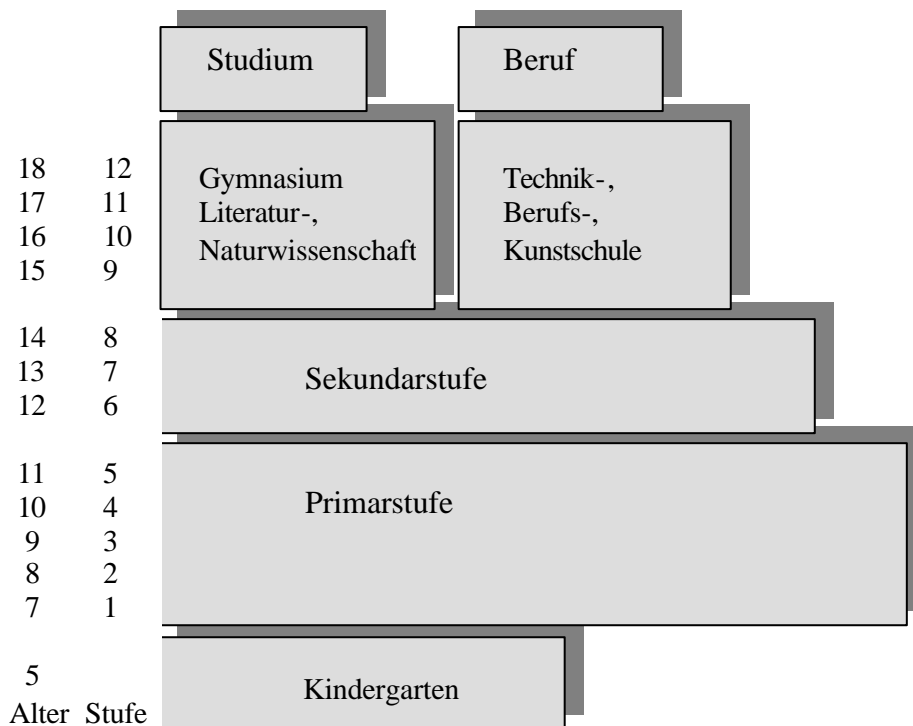 Studium Beruf
18 12 Gymnasium Technik-,
17 11 Literatur-, Berufs-,
16 10 Naturwissenschaft Kunstschule
15 9
14 8
13 7 Sekundarstufe
12 6
11 5
10 4 Primarstufe
9 3
8 2
7 1
5 Kindergarten
Alter Stufe